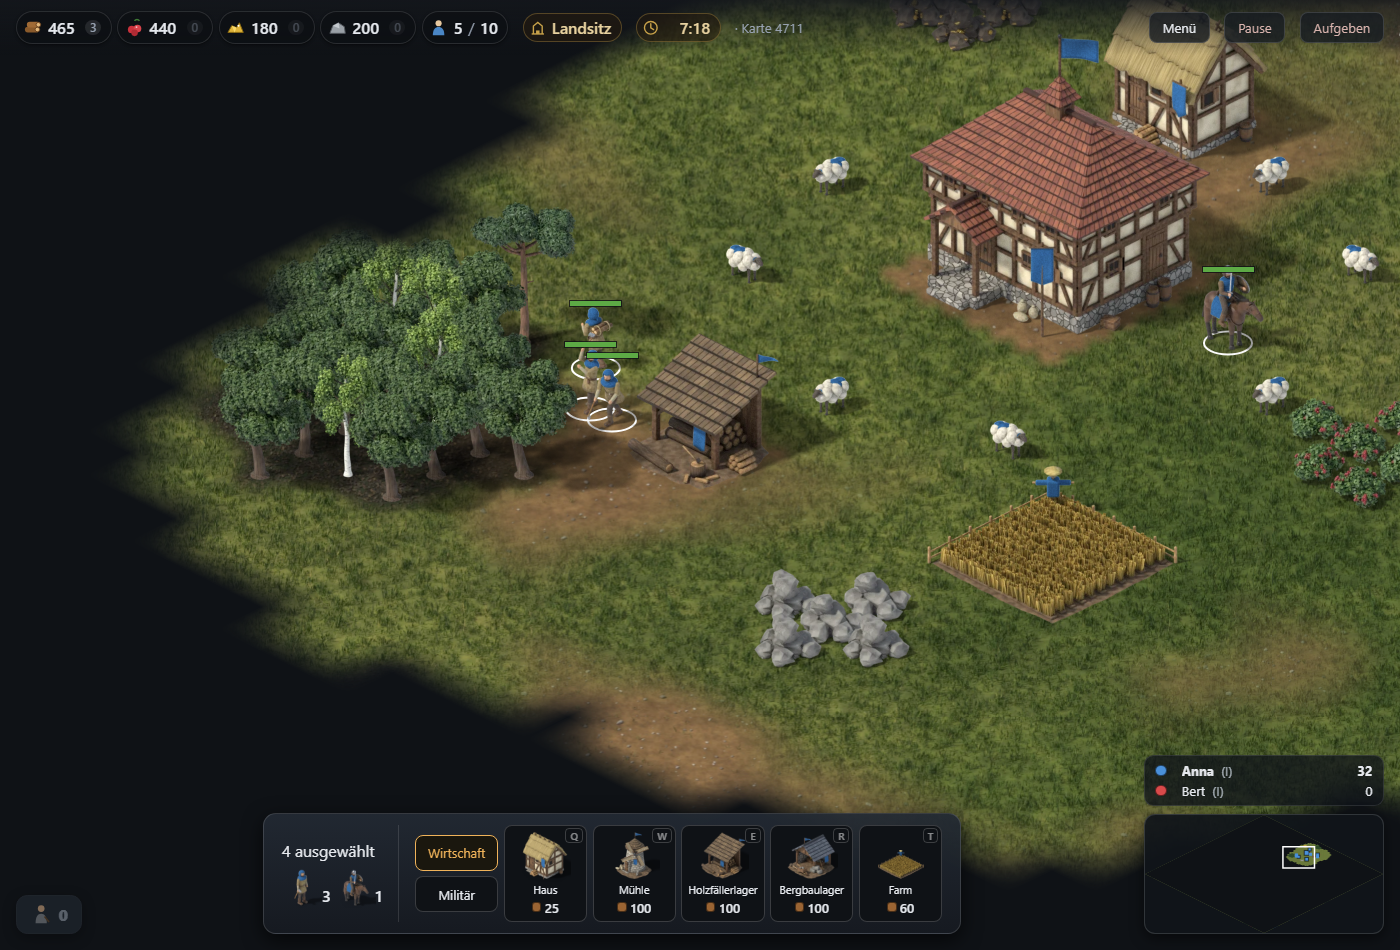 465 3 440 0 180 0 200 0 5 / 10 Landsitz 7:18 · Karte 4711 Menü Pause Aufgeben
Anna (I) 32
Bert (I) 0
4 ausgewählt
3 1
Wirtschaft
Militär
Q
Haus
25
W
Mühle
100
E
Holzfällerlager
100
R
Bergbaulager
100
T
Farm
60
0